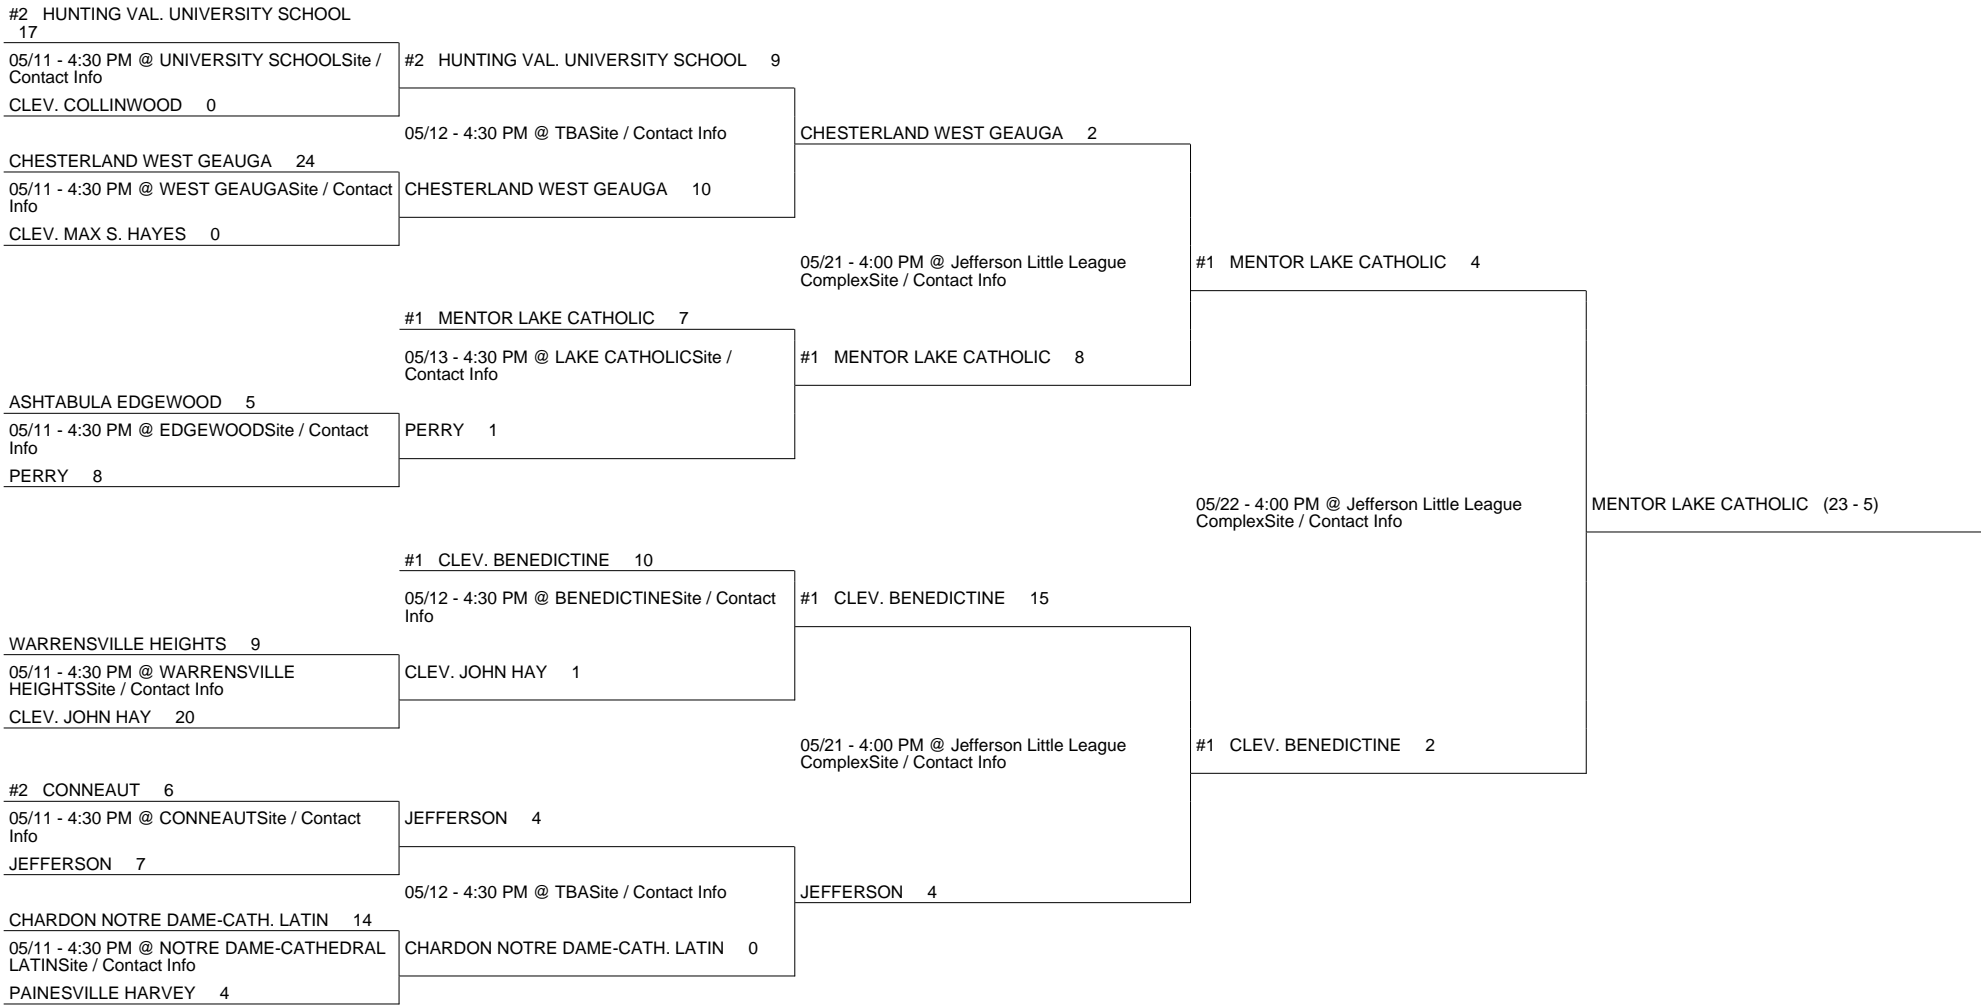 #2 HUNTING VAL. UNIVERSITY SCHOOL
17
05/11 - 4:30 PM @ UNIVERSITY SCHOOLSite /
Contact Info
CLEV. COLLINWOOD 0
CHESTERLAND WEST GEAUGA 24
05/11 - 4:30 PM @ WEST GEAUGASite / Contact
Info
CLEV. MAX S. HAYES 0
ASHTABULA EDGEWOOD 5
05/11 - 4:30 PM @ EDGEWOODSite / Contact
Info
PERRY 8
WARRENSVILLE HEIGHTS 9
05/11 - 4:30 PM @ WARRENSVILLE
HEIGHTSSite / Contact Info
CLEV. JOHN HAY 20
#2 CONNEAUT 6
05/11 - 4:30 PM @ CONNEAUTSite / Contact
Info
JEFFERSON 7
CHARDON NOTRE DAME-CATH. LATIN 14
05/11 - 4:30 PM @ NOTRE DAME-CATHEDRAL
LATINSite / Contact Info
PAINESVILLE HARVEY 4
#2 HUNTING VAL. UNIVERSITY SCHOOL 9
05/12 - 4:30 PM @ TBASite / Contact Info
CHESTERLAND WEST GEAUGA 10
#1 MENTOR LAKE CATHOLIC 7
05/13 - 4:30 PM @ LAKE CATHOLICSite /
Contact Info
PERRY 1
#1 CLEV. BENEDICTINE 10
05/12 - 4:30 PM @ BENEDICTINESite / Contact
Info
CLEV. JOHN HAY 1
JEFFERSON 4
05/12 - 4:30 PM @ TBASite / Contact Info
CHARDON NOTRE DAME-CATH. LATIN 0
CHESTERLAND WEST GEAUGA 2
05/21 - 4:00 PM @ Jefferson Little League
ComplexSite / Contact Info
#1 MENTOR LAKE CATHOLIC 8
#1 CLEV. BENEDICTINE 15
05/21 - 4:00 PM @ Jefferson Little League
ComplexSite / Contact Info
JEFFERSON 4
#1 MENTOR LAKE CATHOLIC 4
05/22 - 4:00 PM @ Jefferson Little League
ComplexSite / Contact Info
#1 CLEV. BENEDICTINE 2
MENTOR LAKE CATHOLIC (23 - 5)